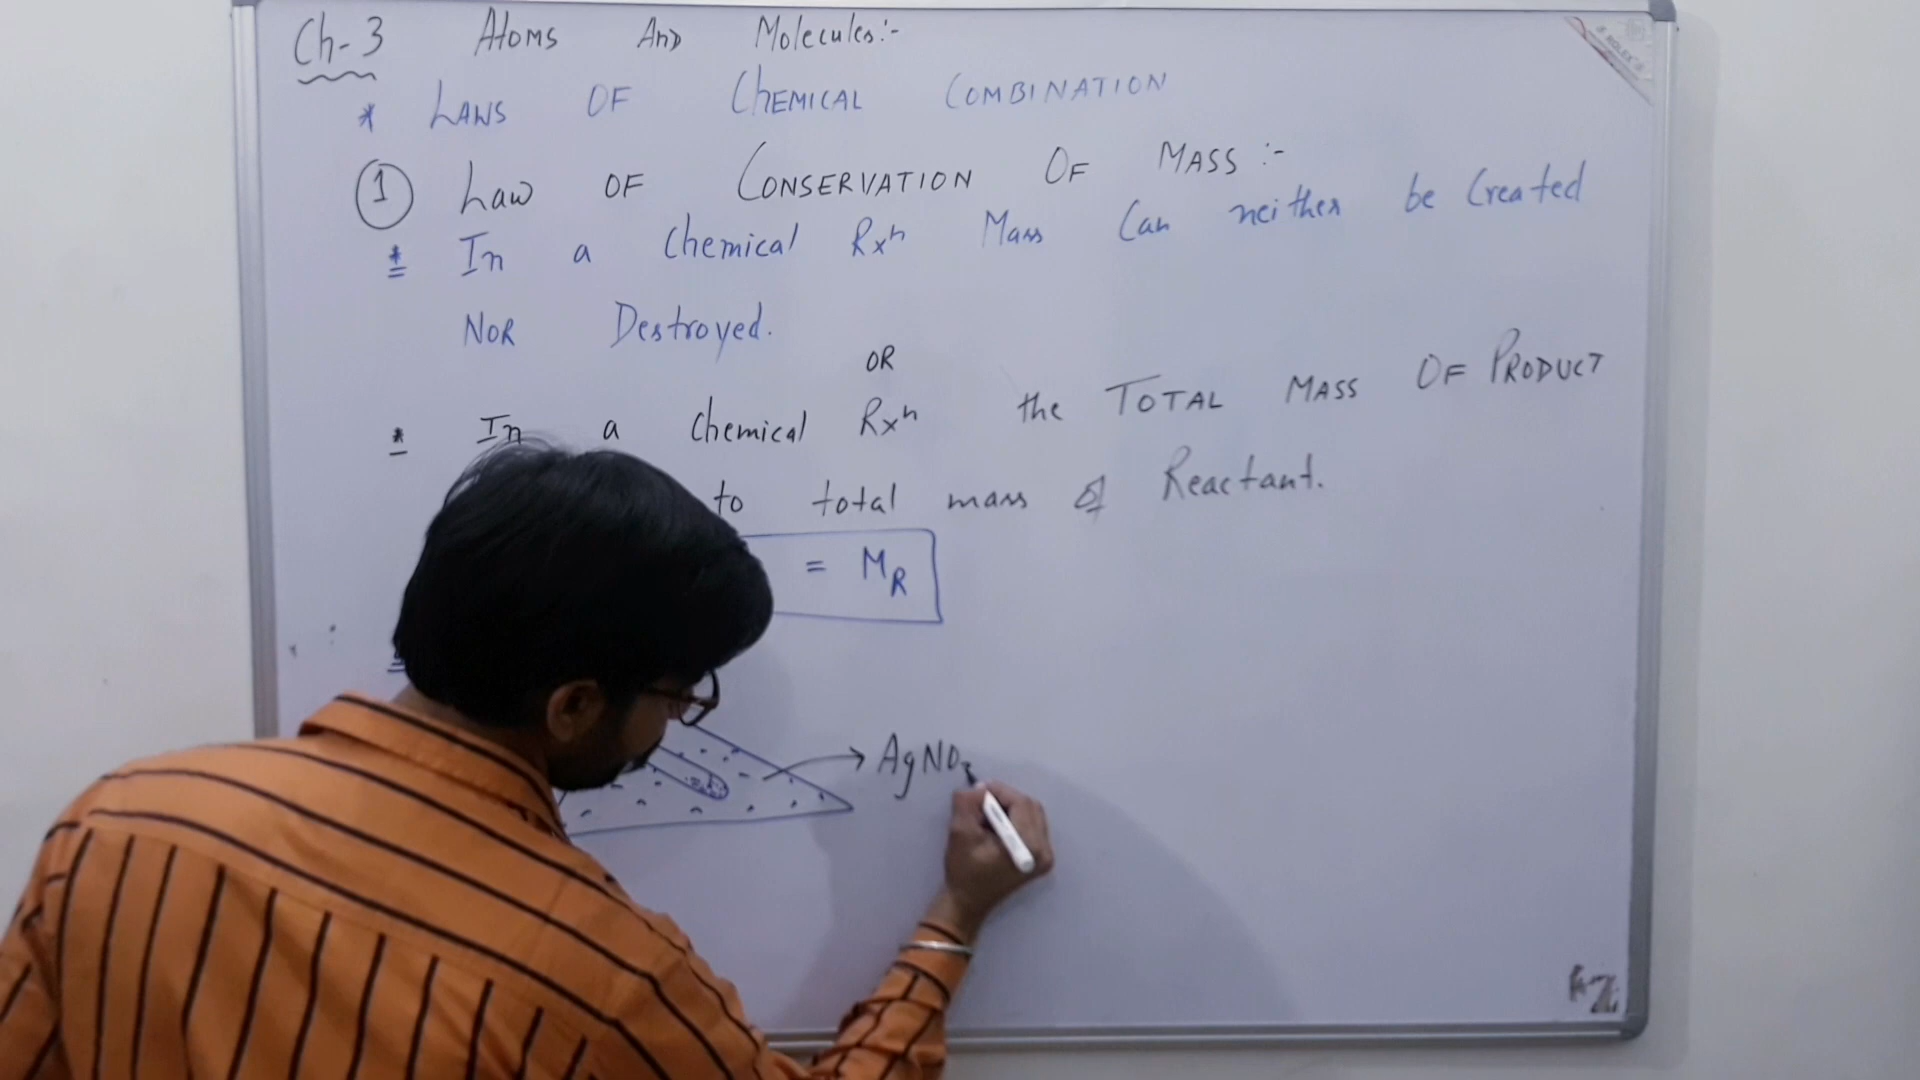 Ch-3 Atoms And Molecules:-
* LAWS OF CHEMICAL COMBINATION
① Law OF CONSERVATION OF MASS:-
* In a Chemical Rxⁿ Mass Can neither be Created
NOR Destroyed.
OR
* In a Chemical Rxⁿ the TOTAL MASS OF PRODUCT
to total mass of Reactant.
= M_R
→ AgNO3